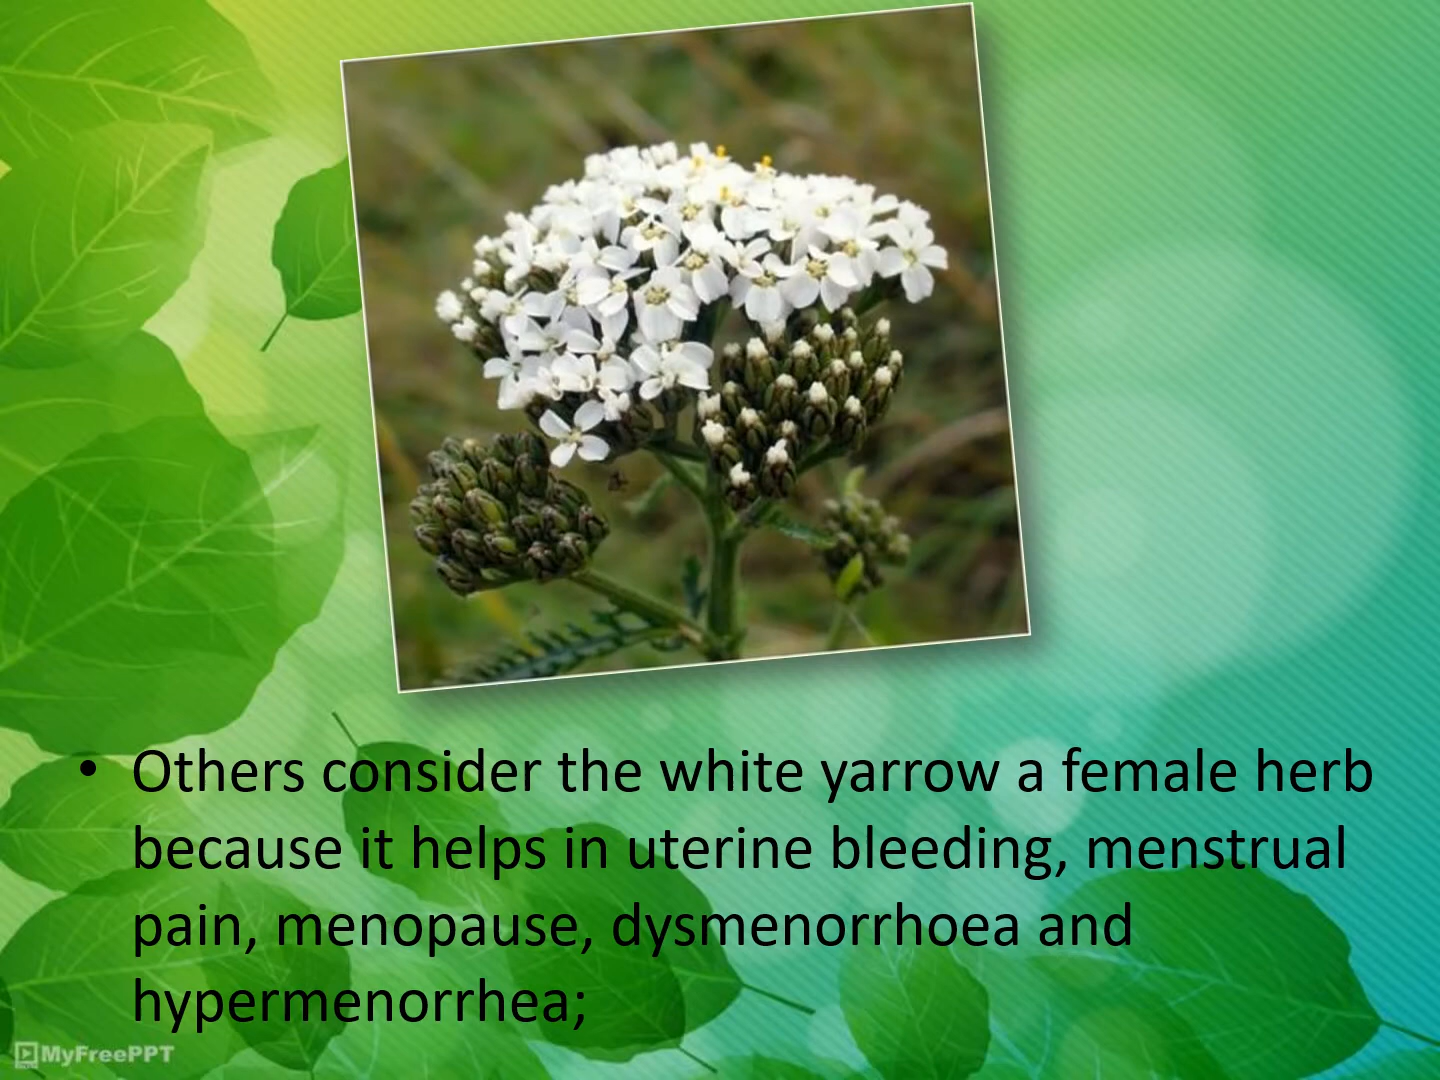 • Others consider the white yarrow a female herb
because it helps in uterine bleeding, menstrual
pain, menopause, dysmenorrhoea and
hypermenorrhea;
MyFreePPT